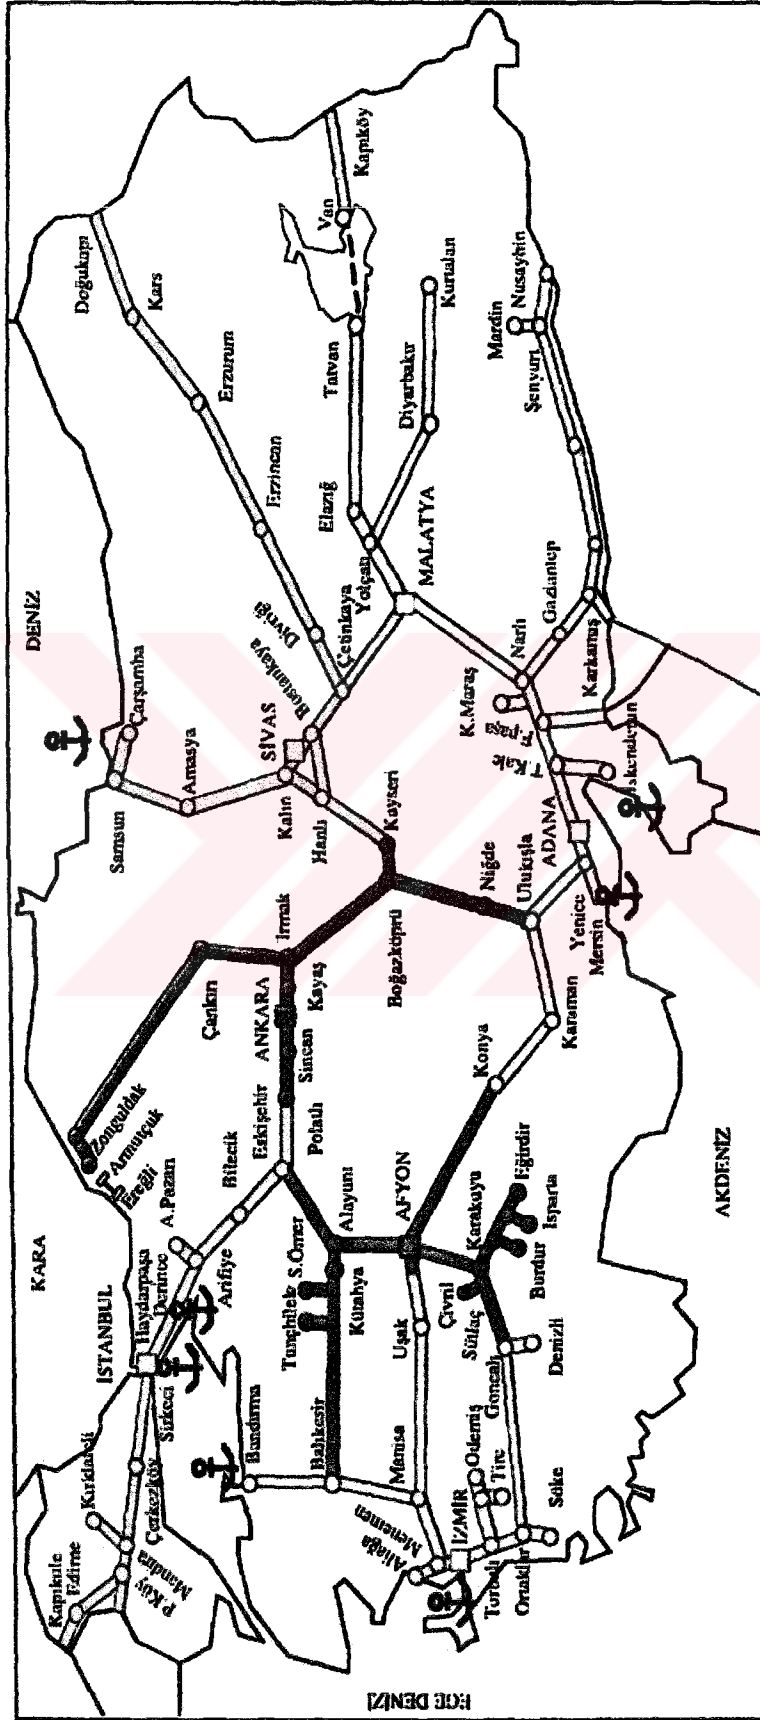 KARA
DENİZ
AKDENİZ
EGE DENİZİ
Kapıkule
Edirne
Kırklareli
P.Köy
Mandıra
Çerkezköy
Sirkeci
İSTANBUL
Haydarpaşa
Derince
Arifiye
A.Pazarı
Bilecik
Eskişehir
Ereğli
Armutçuk
Zonguldak
Çankırı
Polatlı
Sincan
ANKARA
Kayaş
Irmak
Bandırma
Balıkesir
Tunçbilek
S.Ömer
Kütahya
Alayunt
Manisa
Uşak
AFYON
Konya
Karaman
Aliağa
Menemen
İZMİR
Ödemiş
Tire
Torbalı
Ortaklar
Söke
Goncalı
Denizli
Sütlaç
Çivril
Karakuyu
Burdur
Isparta
Eğirdir
Boğazköprü
Niğde
Ulukışla
Kayseri
Yenice
Mersin
ADANA
T.Kale
İskenderun
F.paşa
K.Maraş
Narlı
Gaziantep
Karkamış
Samsun
Çarşamba
Amasya
Kalın
Hanlı
SİVAS
Bostankaya
Çetinkaya
Divriği
Erzincan
Erzurum
Kars
Doğukapı
MALATYA
Yolçatı
Elazığ
Tatvan
Van
Kapıköy
Diyarbakır
Kurtalan
Şenyurt
Mardin
Nusaybin